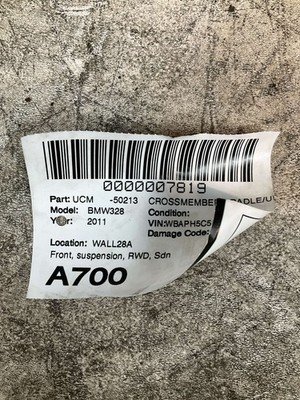 0000007819
Part: UCM -50213 CROSSMEMBER
Model: BMW328 Condition:
Year: 2011 VIN:WBAPH5C5
Damage Code:
Location: WALL28A
Front, suspension, RWD, Sdn
A700